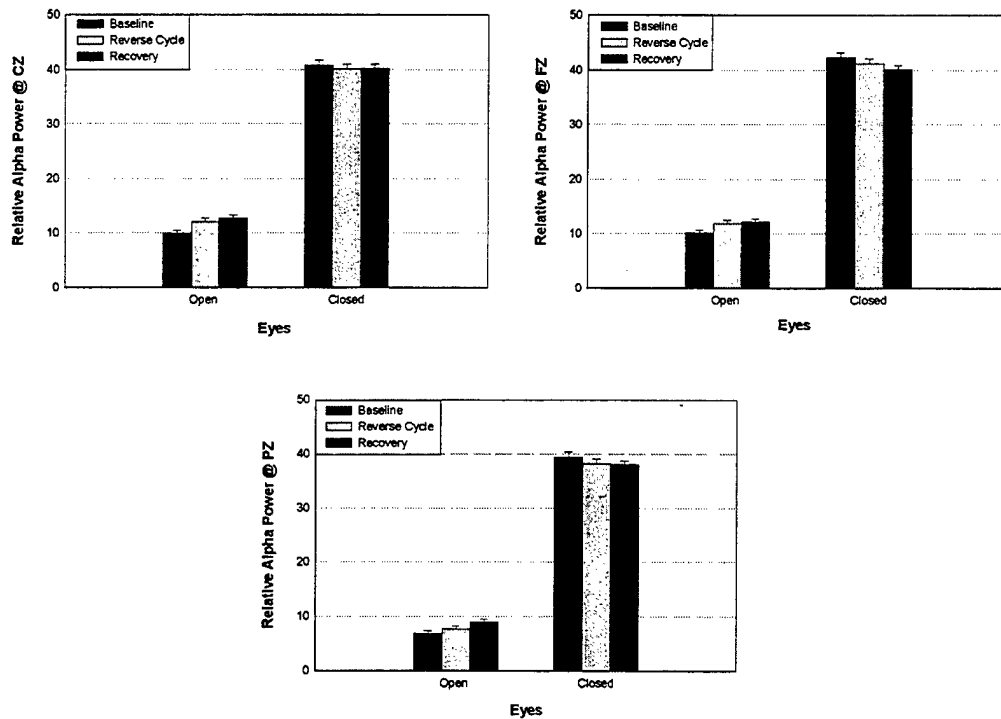 Relative Alpha Power @ CZ
50
40
30
20
10
0
Baseline
Reverse Cycle
Recovery
Open
Closed
Eyes
Relative Alpha Power @ FZ
50
40
30
20
10
0
Baseline
Reverse Cycle
Recovery
Open
Closed
Eyes
Relative Alpha Power @ PZ
50
40
30
20
10
0
Baseline
Reverse Cycle
Recovery
Open
Closed
Eyes